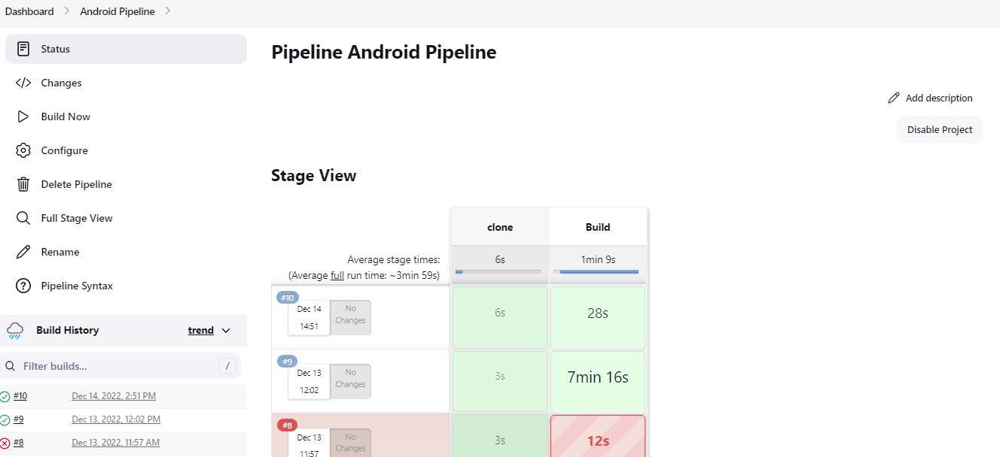 Dashboard
Android Pipeline
Status
Changes
Build Now
Configure
Delete Pipeline
Full Stage View
Rename
Pipeline Syntax
Build History
trend
Filter builds...
/
#10
Dec 14, 2022, 2:51 PM
#9
Dec 13, 2022, 12:02 PM
#8
Dec 13, 2022, 11:57 AM
Pipeline Android Pipeline
Add description
Disable Project
Stage View
clone
Build
Average stage times:
6s
1min 9s
(Average full run time: ~3min 59s)
#10
Dec 14
14:51
No
Changes
6s
28s
#9
Dec 13
12:02
No
Changes
3s
7min 16s
#8
Dec 13
11:57
No
Changes
3s
12s